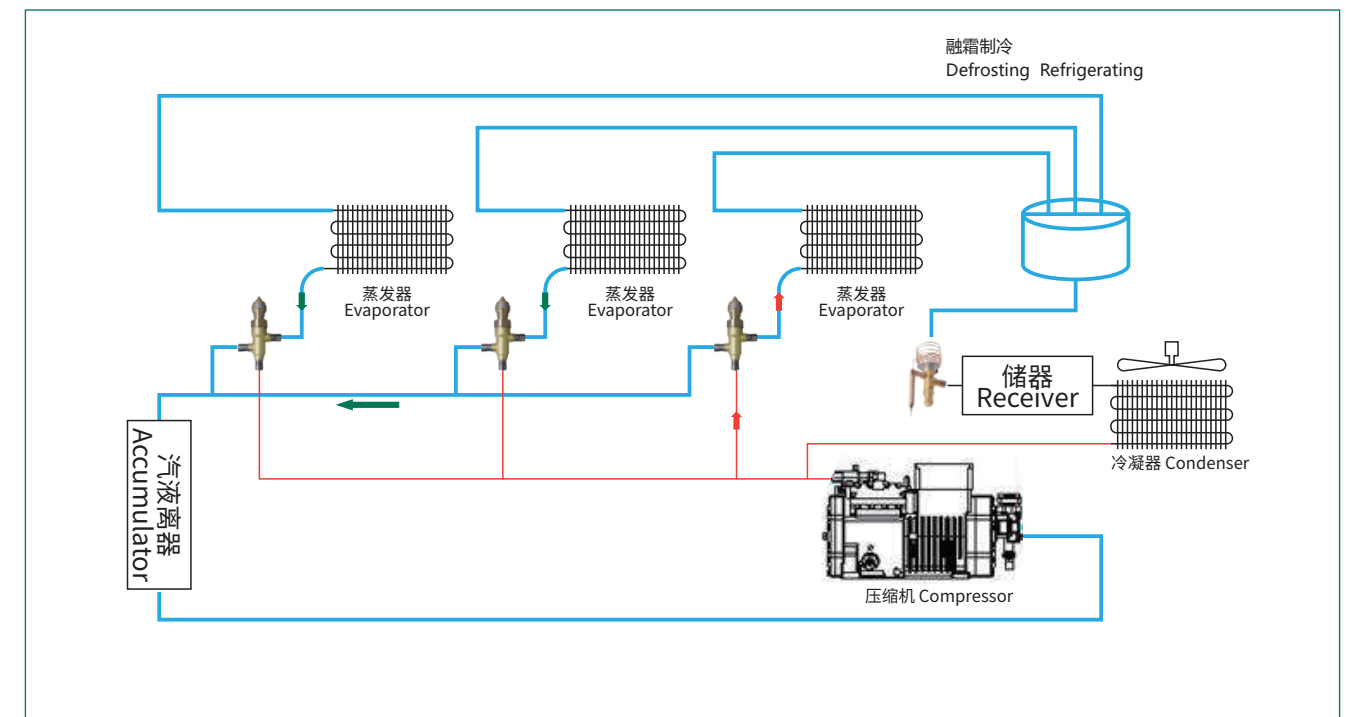 融霜制冷
Defrosting Refrigerating
蒸发器
Evaporator
蒸发器
Evaporator
蒸发器
Evaporator
储器
Receiver
冷凝器 Condenser
汽液离器
Accumulator
压缩机 Compressor